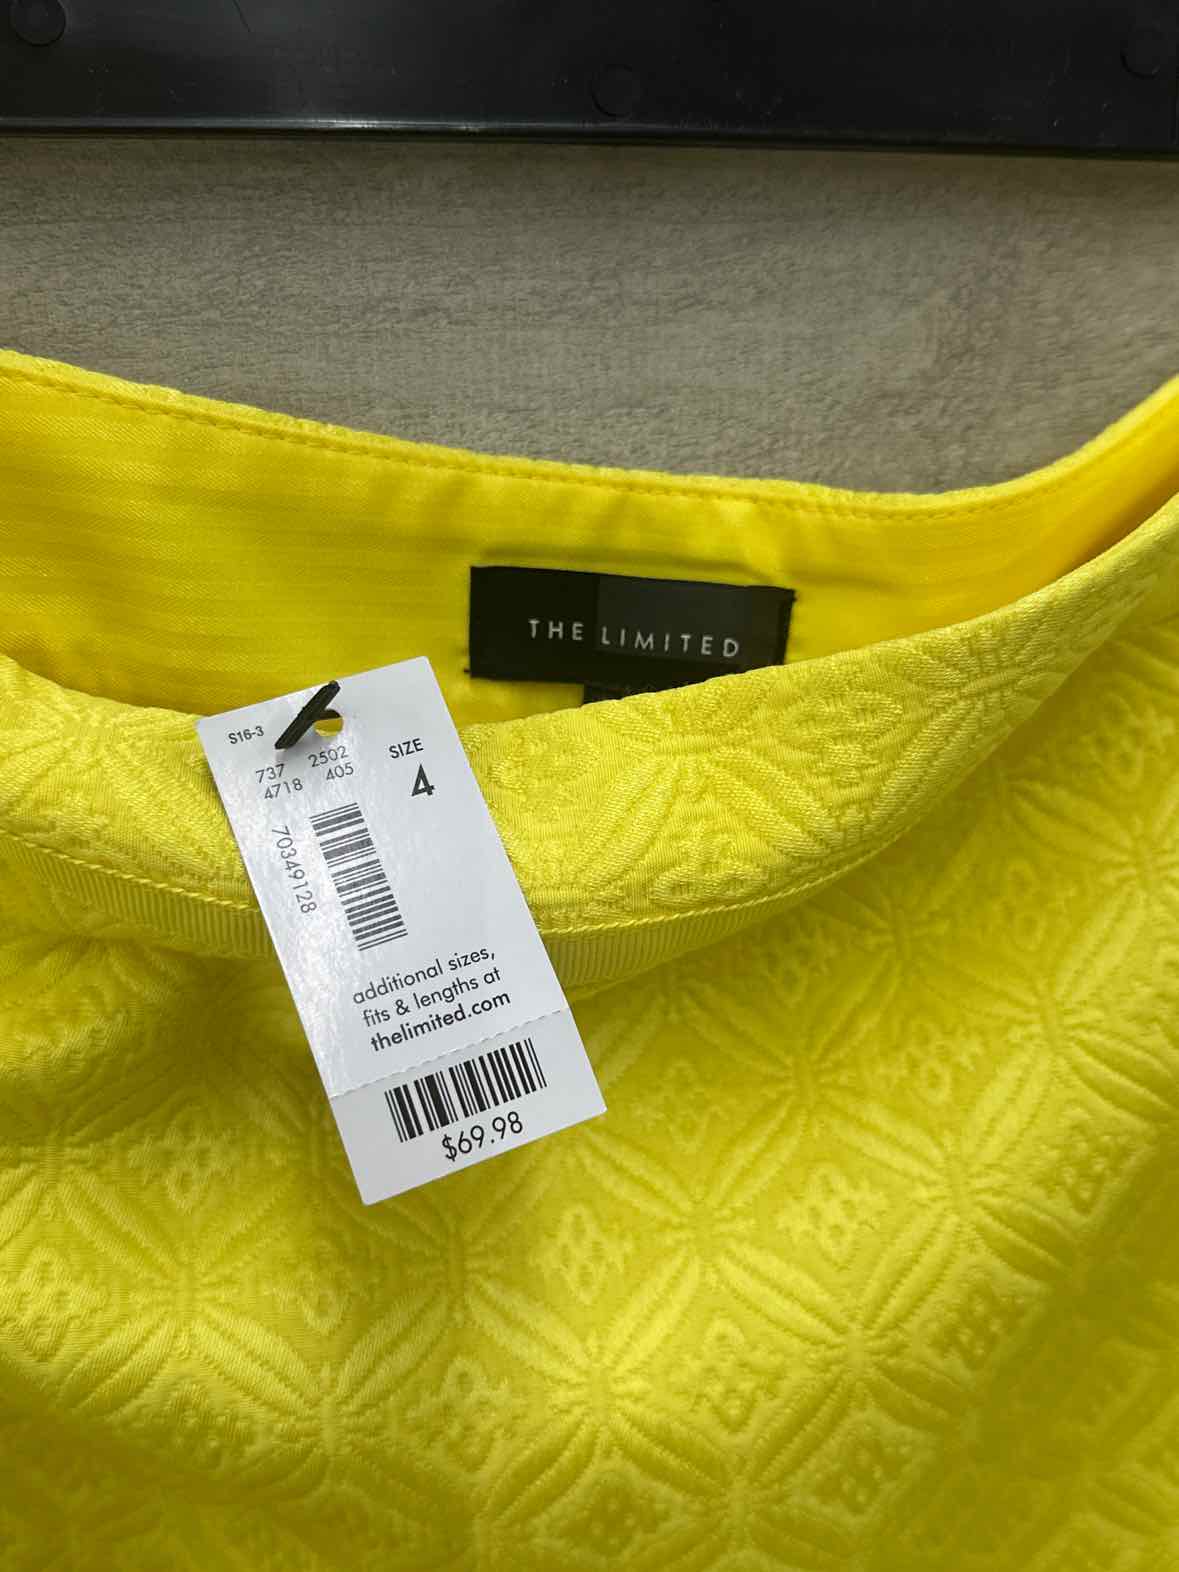 THE LIMITED
S16-3
737 2502
4718 405
SIZE
4
70349128
additional sizes,
fits & lengths at
thelimited.com
$69.98